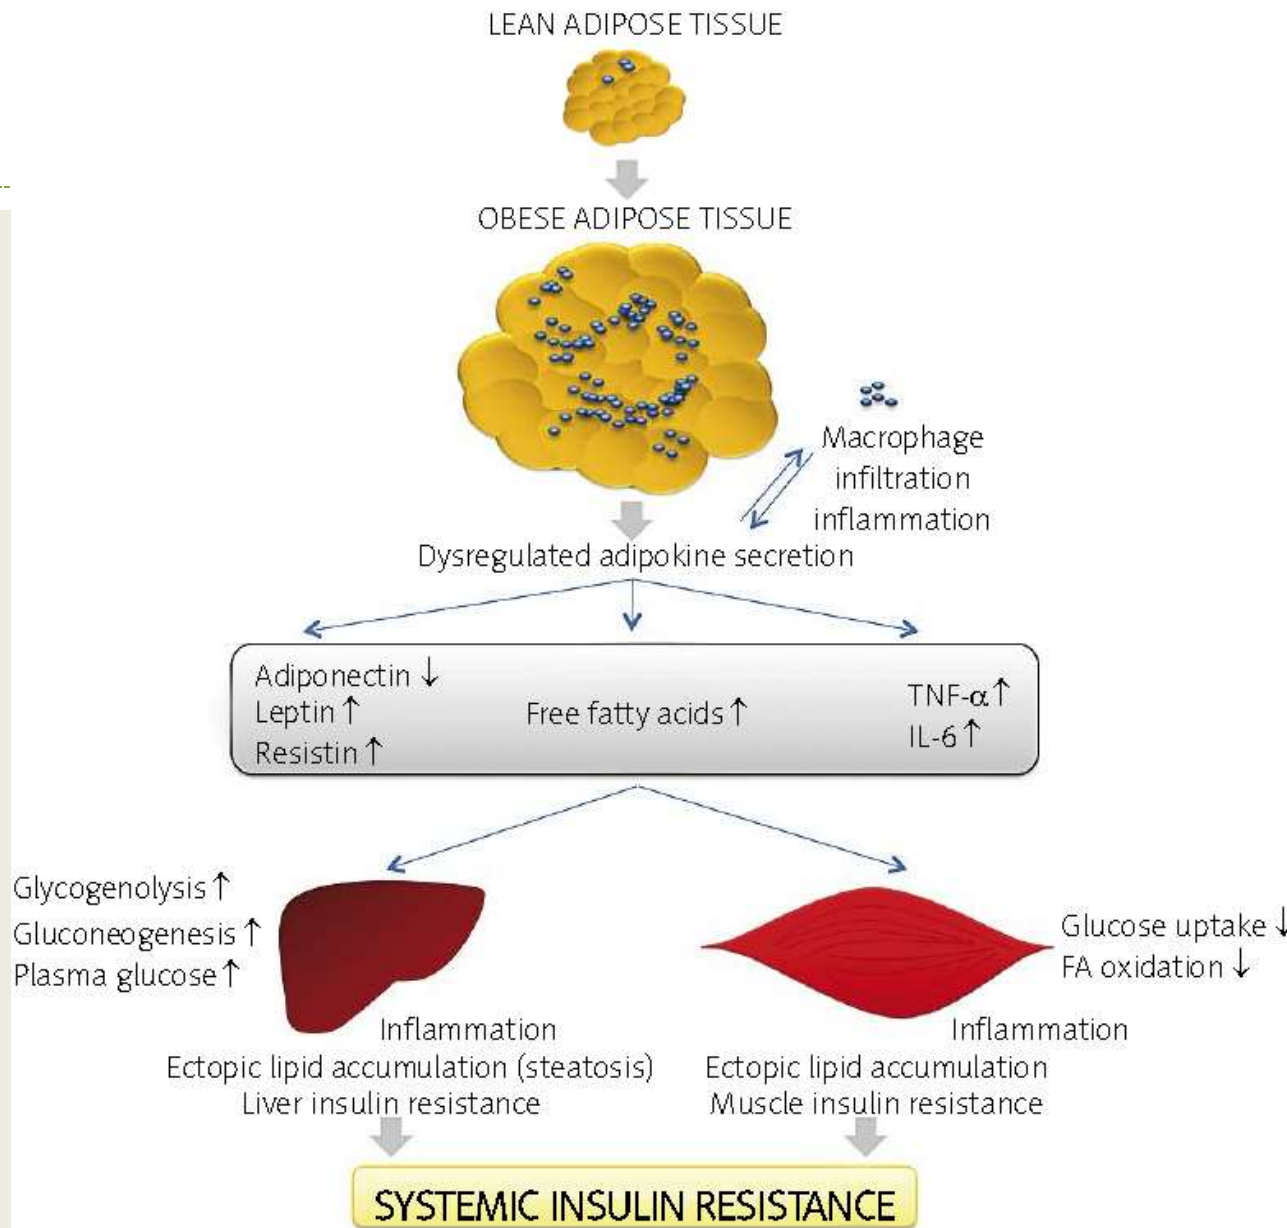 LEAN ADIPOSE TISSUE
OBESE ADIPOSE TISSUE
Macrophage
infiltration
inflammation
Dysregulated adipokine secretion
Adiponectin ↓
Leptin ↑
Resistin ↑
Free fatty acids ↑
TNF-α ↑
IL-6 ↑
Glycogenolysis ↑
Gluconeogenesis ↑
Plasma glucose ↑
Inflammation
Ectopic lipid accumulation (steatosis)
Liver insulin resistance
Glucose uptake ↓
FA oxidation ↓
Inflammation
Ectopic lipid accumulation
Muscle insulin resistance
SYSTEMIC INSULIN RESISTANCE